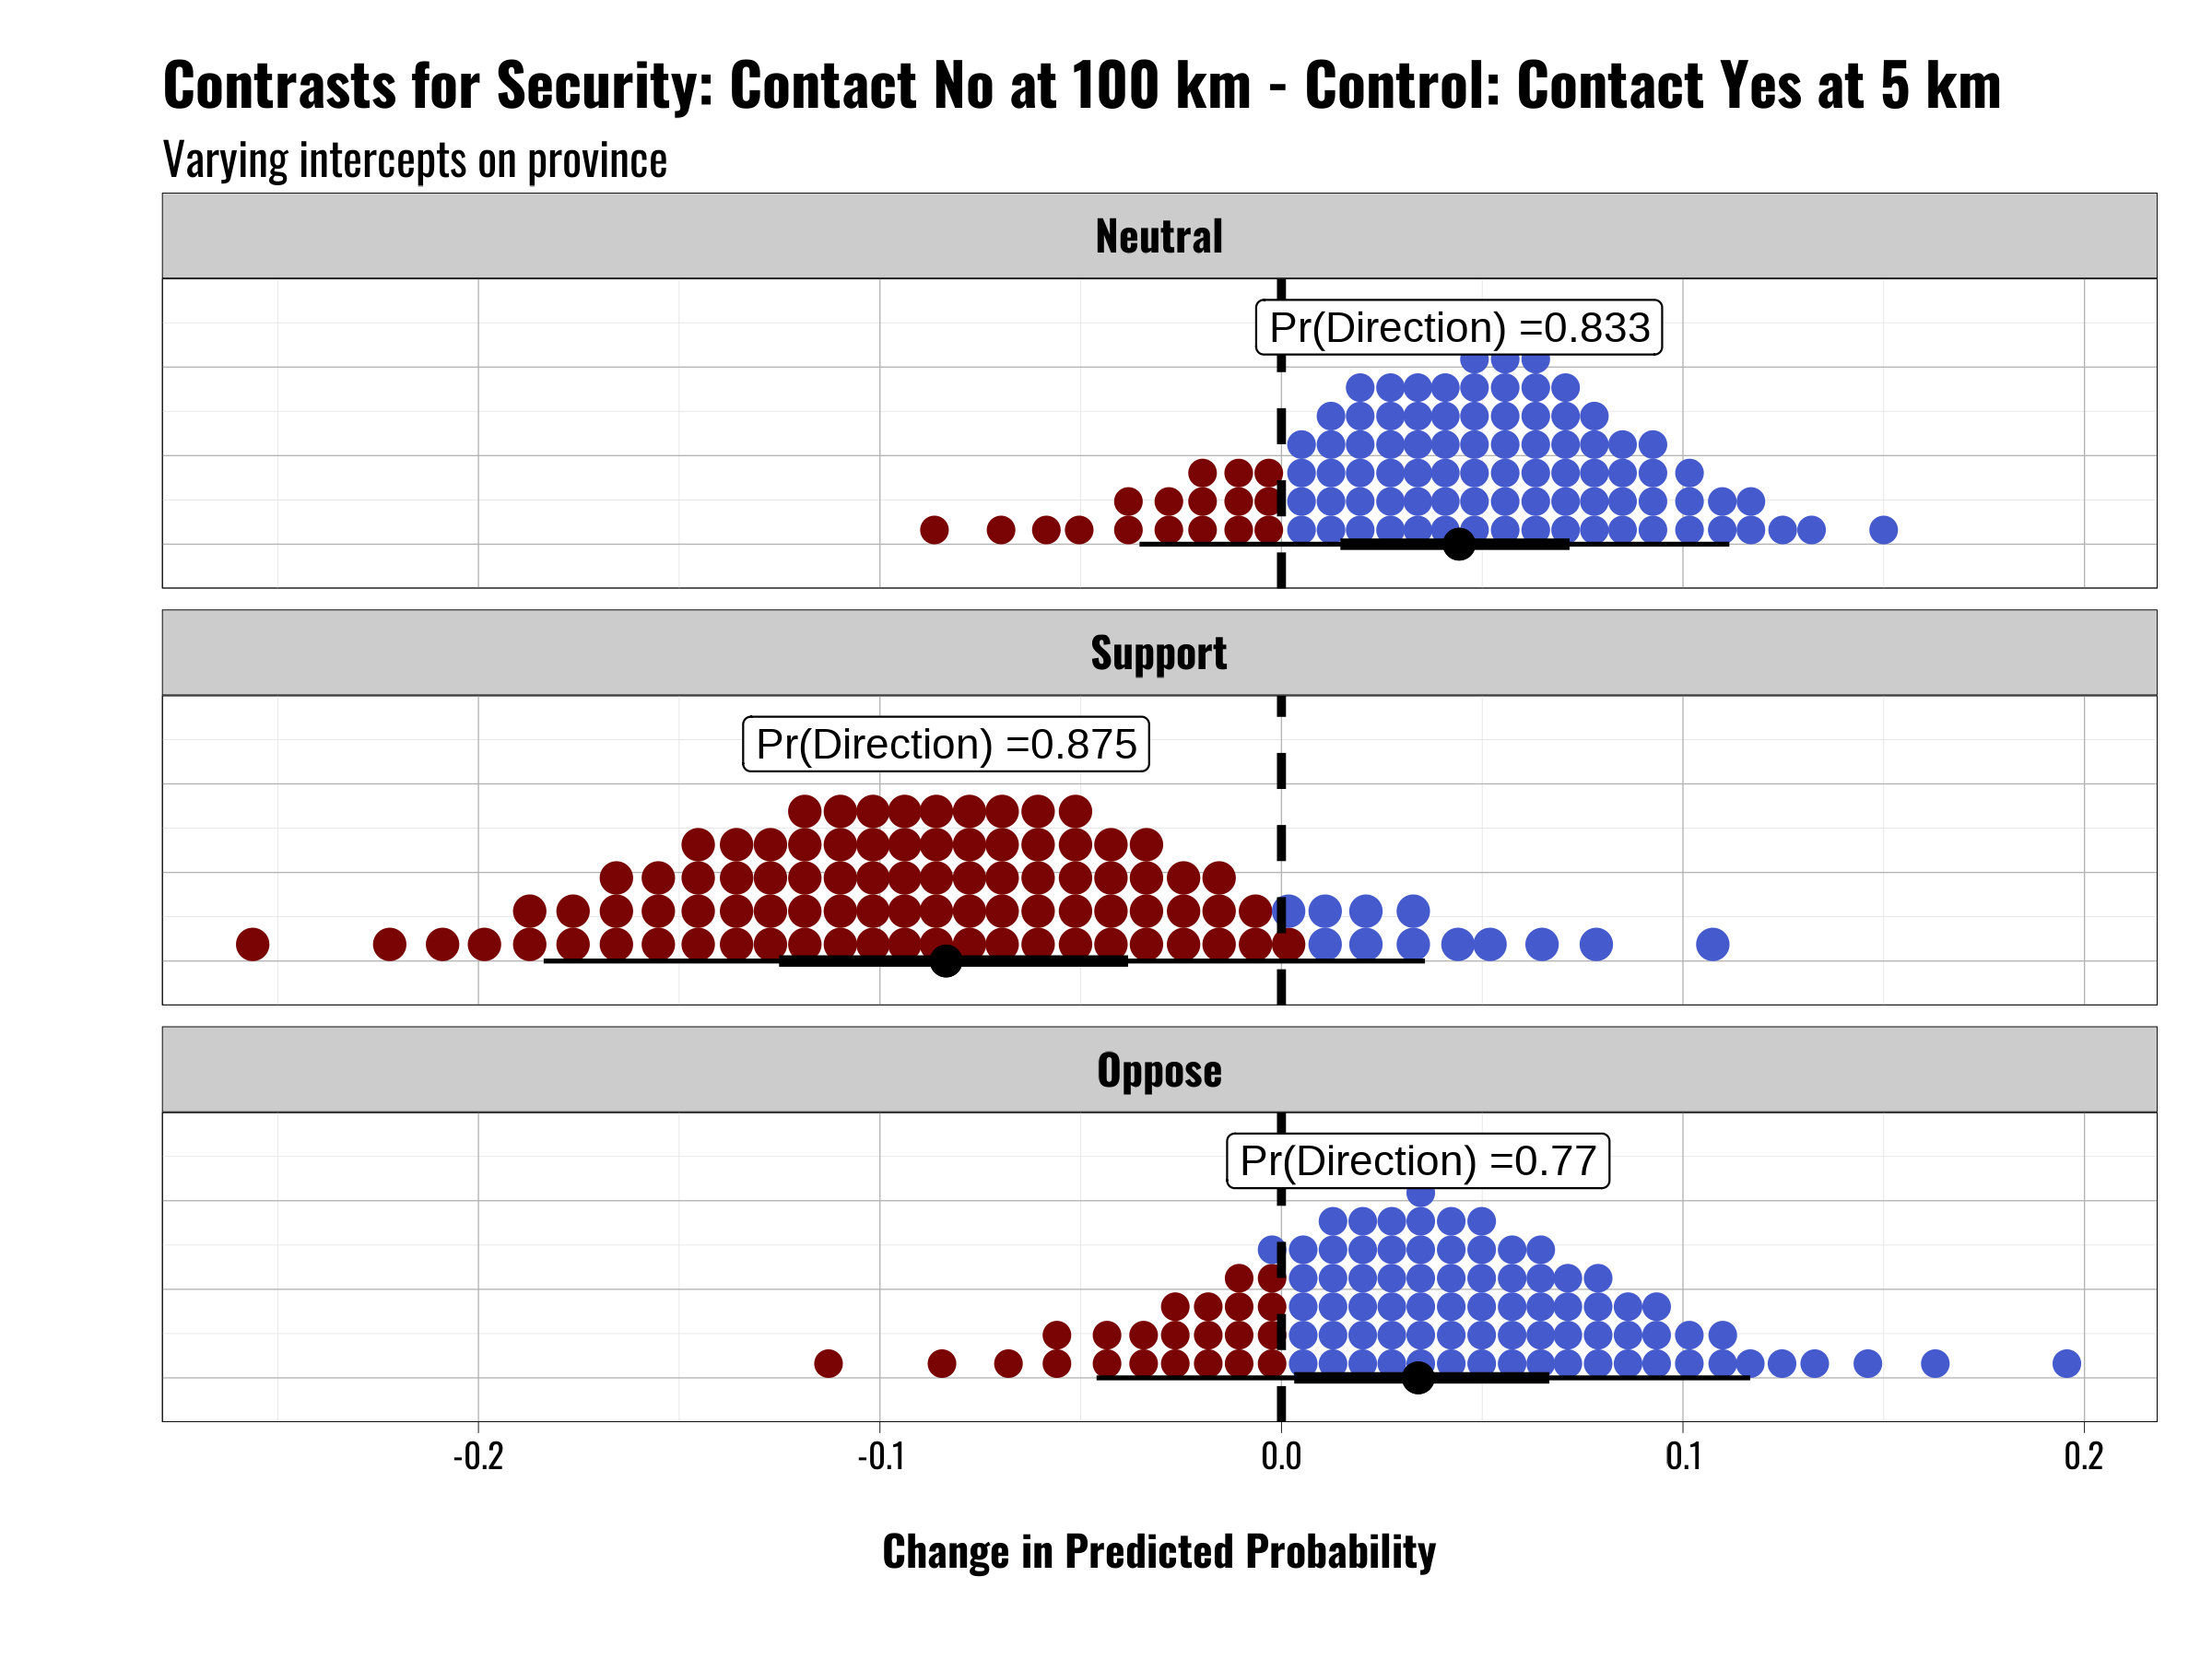 Contrasts for Security: Contact No at 100 km - Control: Contact Yes at 5 km
Varying intercepts on province
Neutral
Pr(Direction) =0.833
Support
Pr(Direction) =0.875
Oppose
Pr(Direction) =0.77
-0.2 -0.1 0.0 0.1 0.2
Change in Predicted Probability